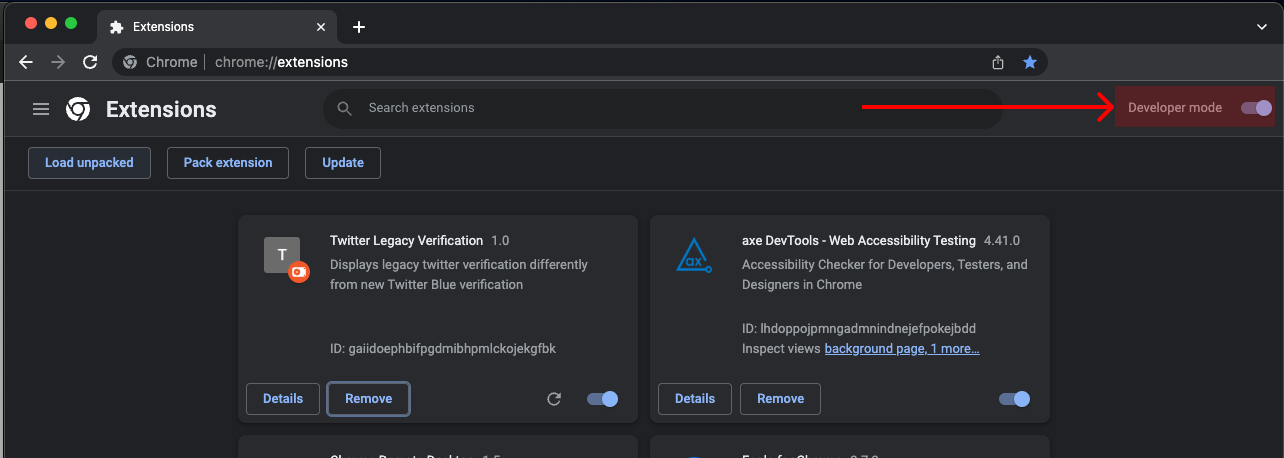 Extensions
Chrome | chrome://extensions
Extensions
Search extensions
Developer mode
Load unpacked
Pack extension
Update
T
Twitter Legacy Verification 1.0
Displays legacy twitter verification differently
from new Twitter Blue verification
ID: gaiidoephbifpgdmibhpmlckojekgfbk
Details
Remove
ax
axe DevTools - Web Accessibility Testing 4.41.0
Accessibility Checker for Developers, Testers, and
Designers in Chrome
ID: lhdoppojpmngadmnindnejefpokejbdd
Inspect views background page, 1 more…
Details
Remove